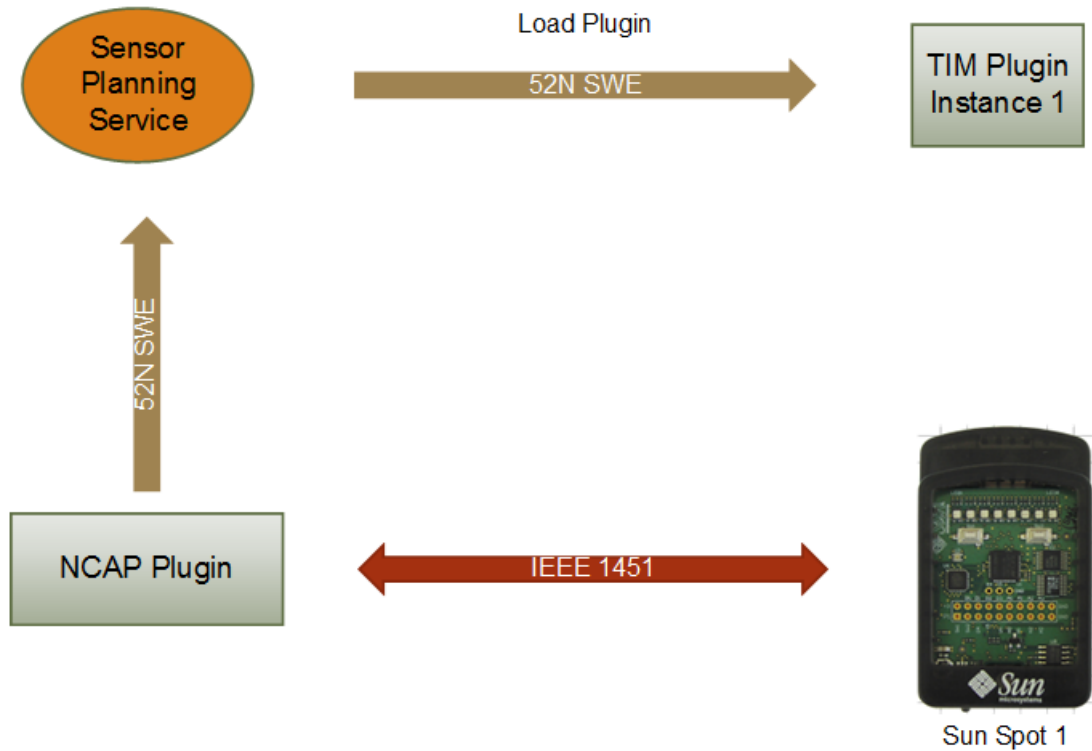 Load Plugin
Sensor
Planning
Service
52N SWE
TIM Plugin
Instance 1
52N SWE
NCAP Plugin
IEEE 1451
Sun
microsystems
Sun Spot 1